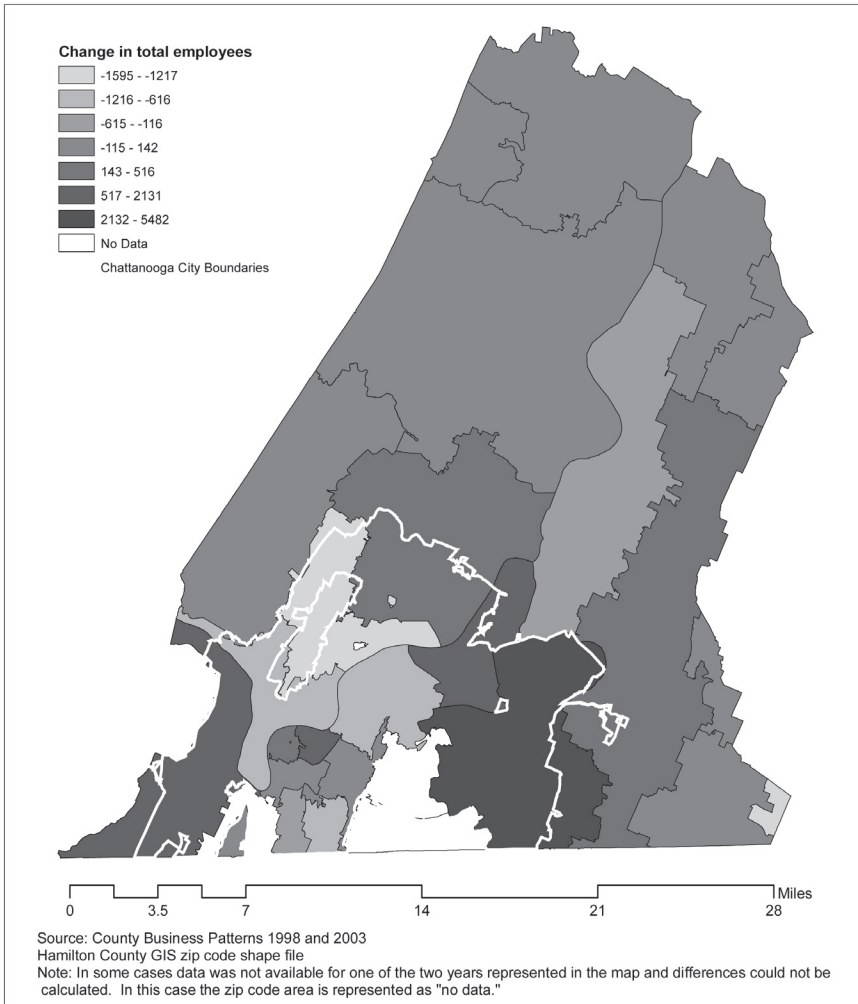 Change in total employees
-1595 - -1217
-1216 - -616
-615 - -116
-115 - 142
143 - 516
517 - 2131
2132 - 5482
No Data
Chattanooga City Boundaries
Miles
0 3.5 7 14 21 28
Source: County Business Patterns 1998 and 2003
Hamilton County GIS zip code shape file
Note: In some cases data was not available for one of the two years represented in the map and differences could not be
calculated. In this case the zip code area is represented as "no data."